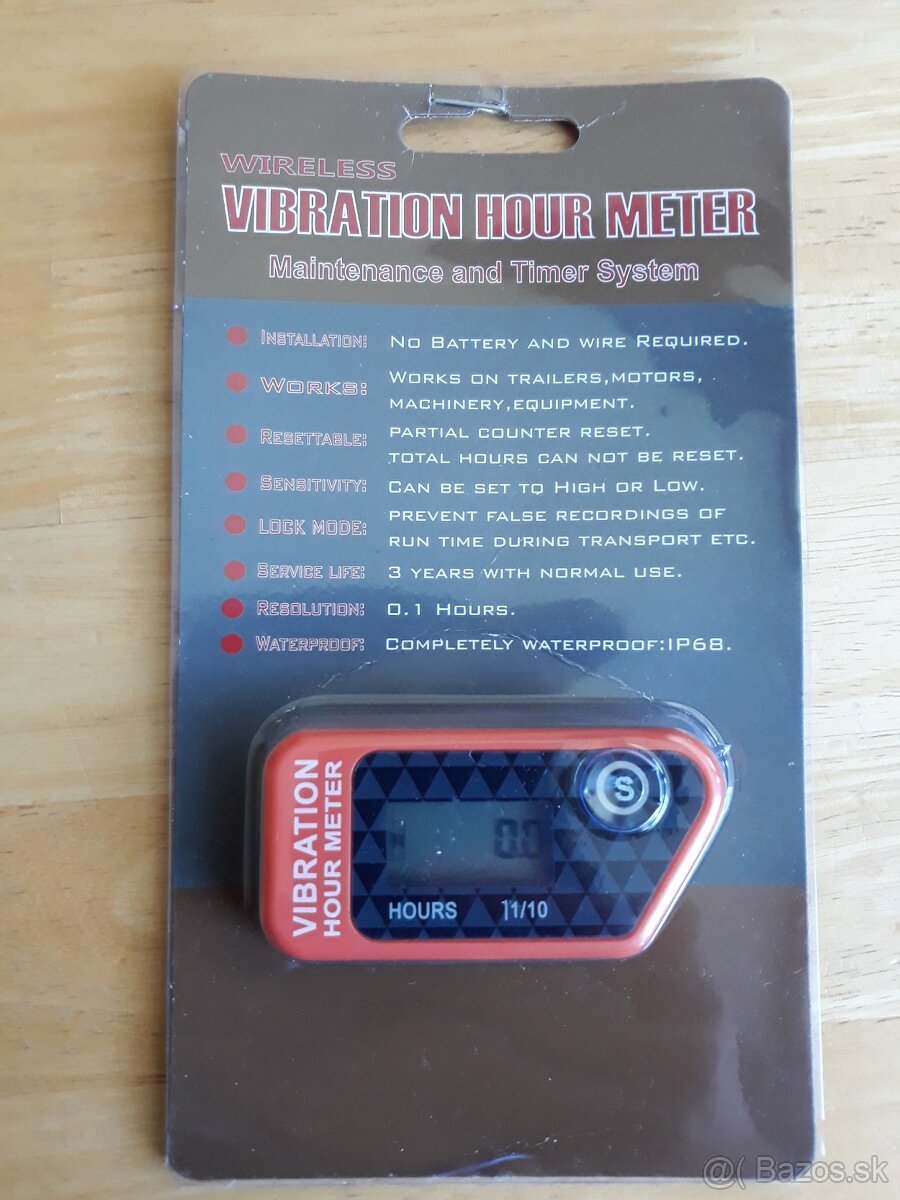 WIRELESS
VIBRATION HOUR METER
Maintenance and Timer System
INSTALLATION: NO BATTERY AND WIRE REQUIRED.
WORKS: WORKS ON TRAILERS,MOTORS,
MACHINERY,EQUIPMENT.
RESETTABLE: PARTIAL COUNTER RESET.
TOTAL HOURS CAN NOT BE RESET.
SENSITIVITY: CAN BE SET TO HIGH OR LOW.
LOCK MODE: PREVENT FALSE RECORDINGS OF
RUN TIME DURING TRANSPORT ETC.
SERVICE LIFE: 3 YEARS WITH NORMAL USE.
RESOLUTION: 0.1 HOURS.
WATERPROOF: COMPLETELY WATERPROOF:IP68.
VIBRATION
HOUR METER
S
0.0
HOURS 1/10
@( Bazos.sk